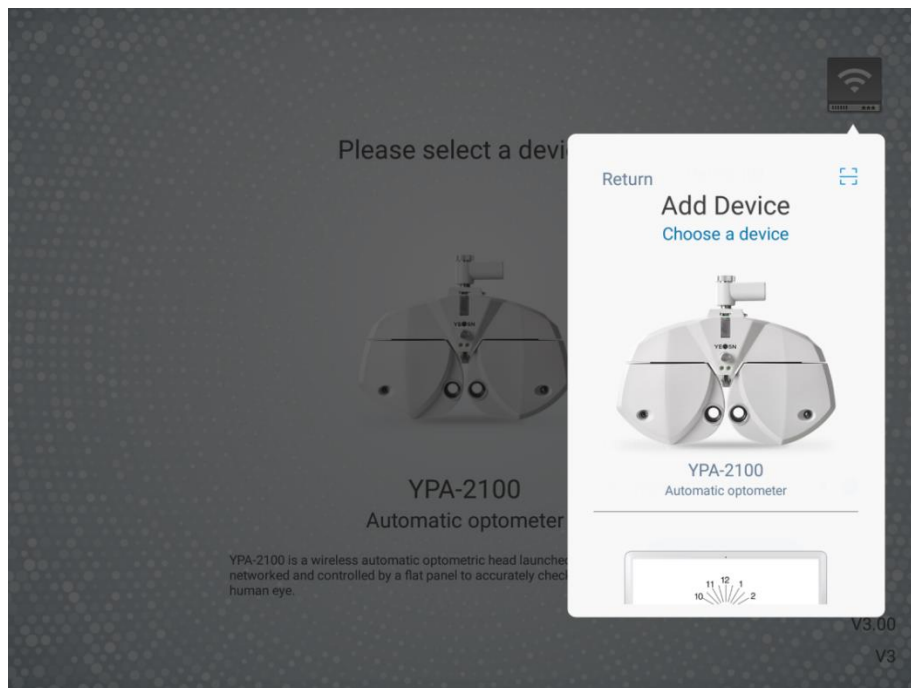 Please select a devi
Return
Add Device
Choose a device
YEOSN
YEOSN
YPA-2100
Automatic optometer
YPA-2100
Automatic optometer
YPA-2100 is a wireless automatic optometric head launche
networked and controlled by a flat panel to accurately chec
human eye.
11 12 1
10 2
V3.00
V3